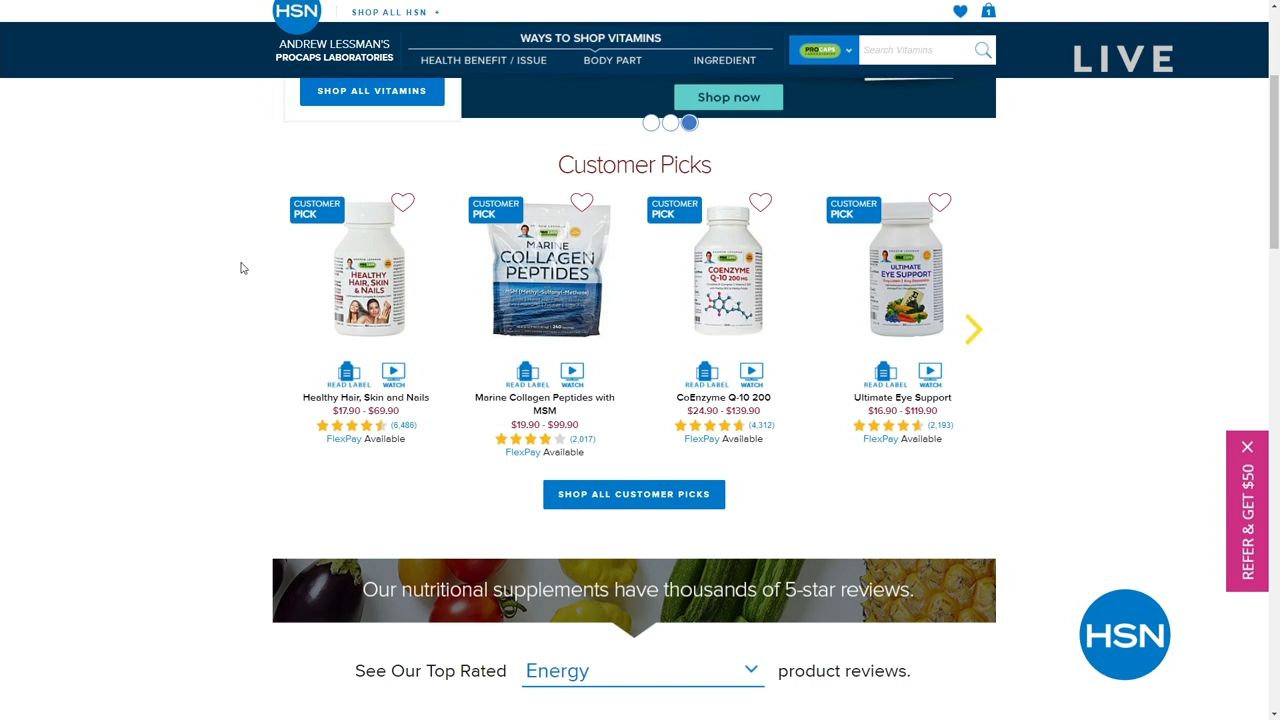 HSN
SHOP ALL HSN +
1
ANDREW LESSMAN'S
PROCAPS LABORATORIES
WAYS TO SHOP VITAMINS
HEALTH BENEFIT / ISSUE
BODY PART
INGREDIENT
PROCAPS
Search Vitamins
LIVE
SHOP ALL VITAMINS
Shop now
Customer Picks
CUSTOMER
PICK
CUSTOMER
PICK
CUSTOMER
PICK
CUSTOMER
PICK
HEALTHY
HAIR, SKIN
& NAILS
MARINE
COLLAGEN
PEPTIDES
MSM (Methyl-Sulfonyl-Methane)
240
COENZYME
Q-10 200 MG
ULTIMATE
EYE SUPPORT
READ LABEL
WATCH
READ LABEL
WATCH
READ LABEL
WATCH
READ LABEL
WATCH
Healthy Hair, Skin and Nails
$17.90 - $69.90
(6,486)
FlexPay Available
Marine Collagen Peptides with
MSM
$19.90 - $99.90
(2,017)
FlexPay Available
CoEnzyme Q-10 200
$24.90 - $139.90
(4,312)
FlexPay Available
Ultimate Eye Support
$16.90 - $119.90
(2,193)
FlexPay Available
SHOP ALL CUSTOMER PICKS
REFER & GET $50
Our nutritional supplements have thousands of 5-star reviews.
HSN
See Our Top Rated Energy product reviews.